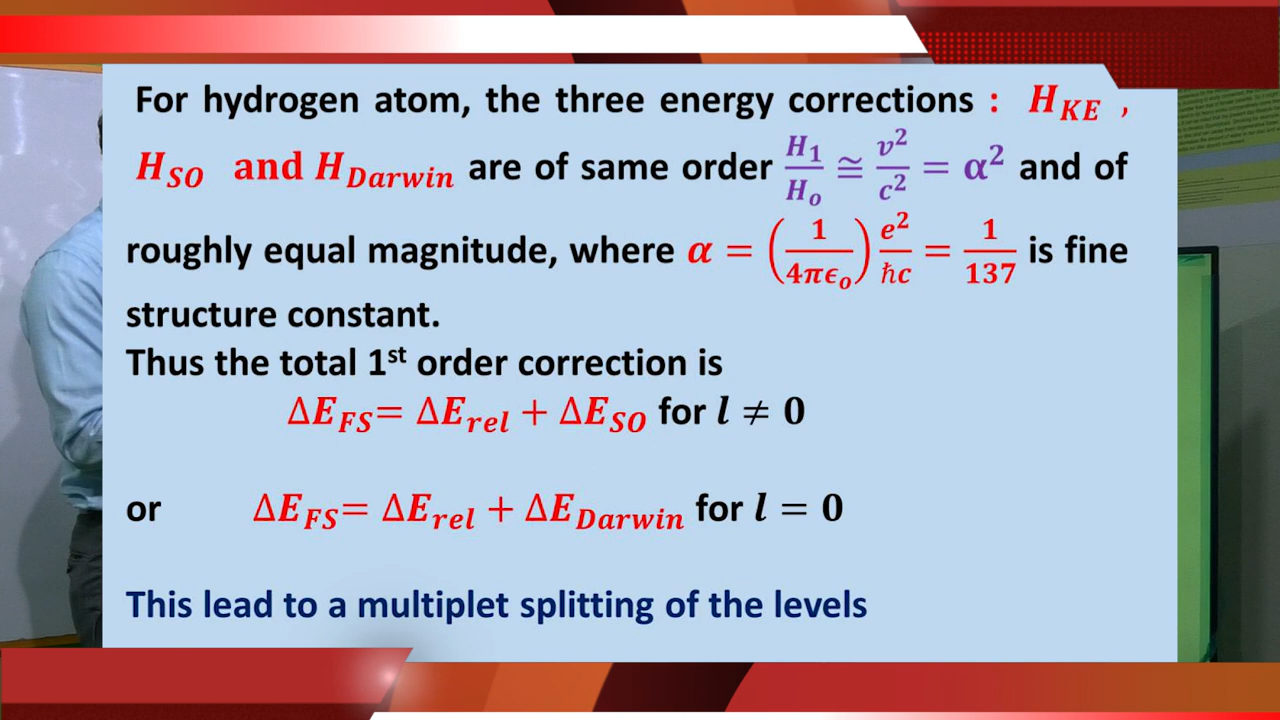 For hydrogen atom, the three energy corrections : H_KE ,
H_SO and H_Darwin are of same order H_1/H_o ≅ v²/c² = α² and of
roughly equal magnitude, where α = (1/4πϵ_o) e²/ℏc = 1/137 is fine
structure constant.
Thus the total 1st order correction is
ΔE_FS= ΔE_rel + ΔE_SO for l ≠ 0
or ΔE_FS= ΔE_rel + ΔE_Darwin for l = 0
This lead to a multiplet splitting of the levels